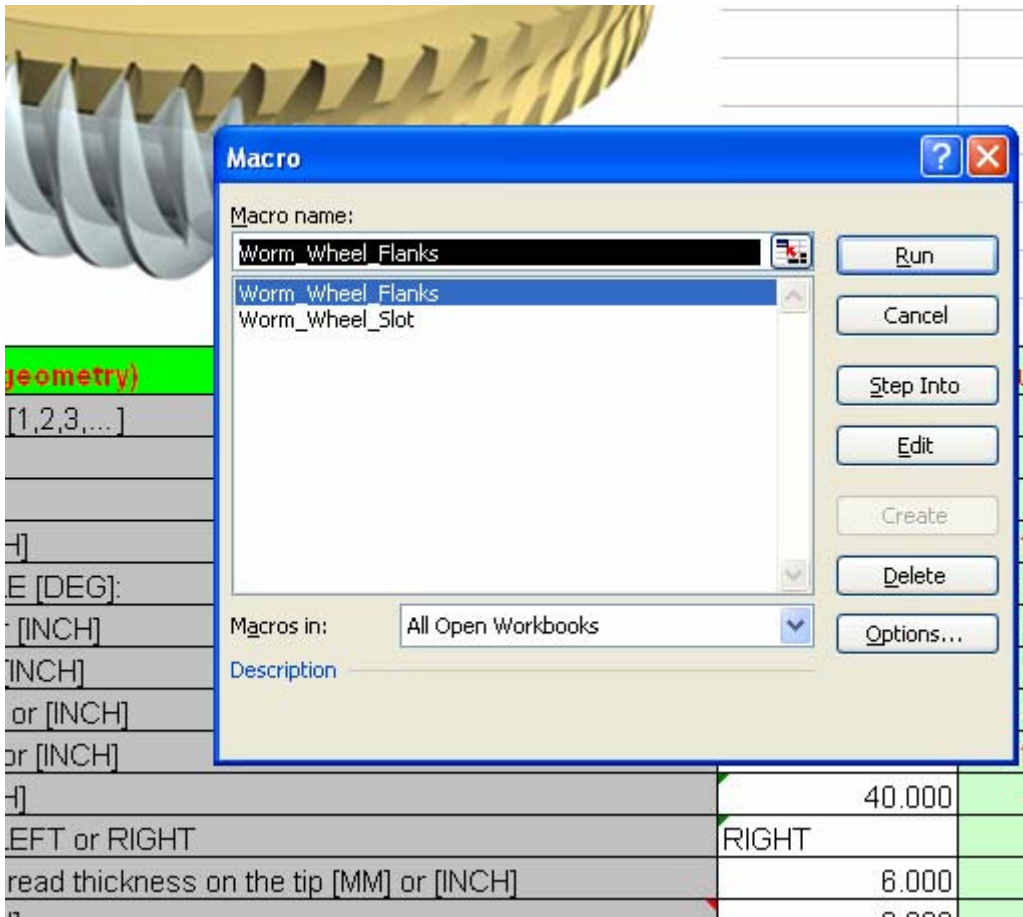 Macro
Macro name:
Worm_Wheel_Flanks
Run
Worm_Wheel_Flanks
Worm_Wheel_Slot
Cancel
Step Into
Edit
Create
Delete
Macros in: All Open Workbooks
Options...
Description
geometry)
[1,2,3,... ]
H]
LE [DEG]:
r [INCH]
[INCH]
or [INCH]
or [INCH]
H] 40.000
LEFT or RIGHT RIGHT
read thickness on the tip [MM] or [INCH] 6.000